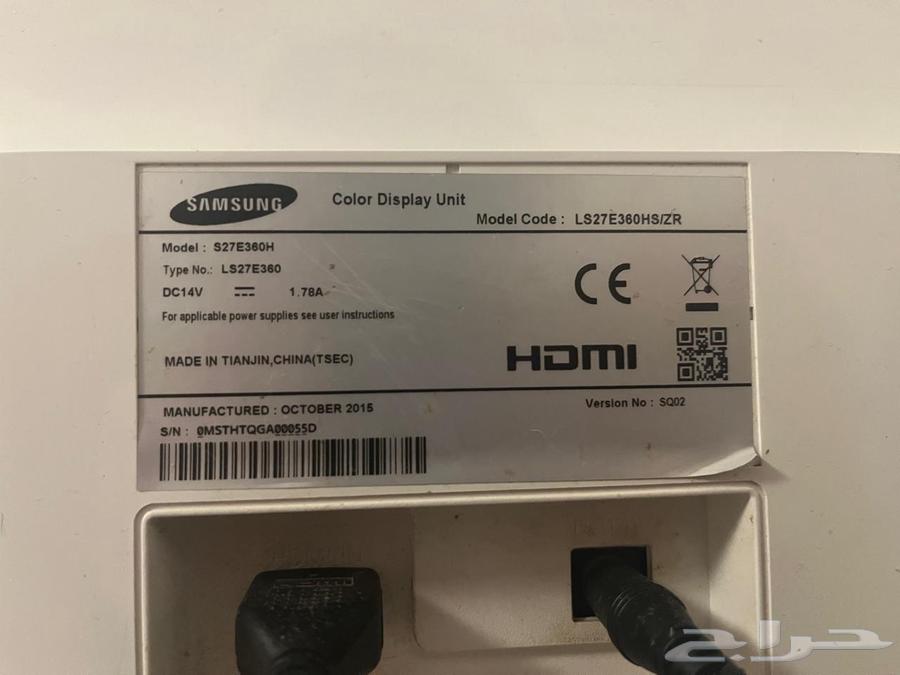 SAMSUNG
Color Display Unit
Model Code : LS27E360HS/ZR
Model : S27E360H
Type No.: LS27E360
DC14V 1.78A
For applicable power supplies see user instructions
CE
MADE IN TIANJIN,CHINA(TSEC)
HDMI
MANUFACTURED : OCTOBER 2015
Version No : SQ02
S/N : 0MSTHTQGA00055D
HDMI
حراج